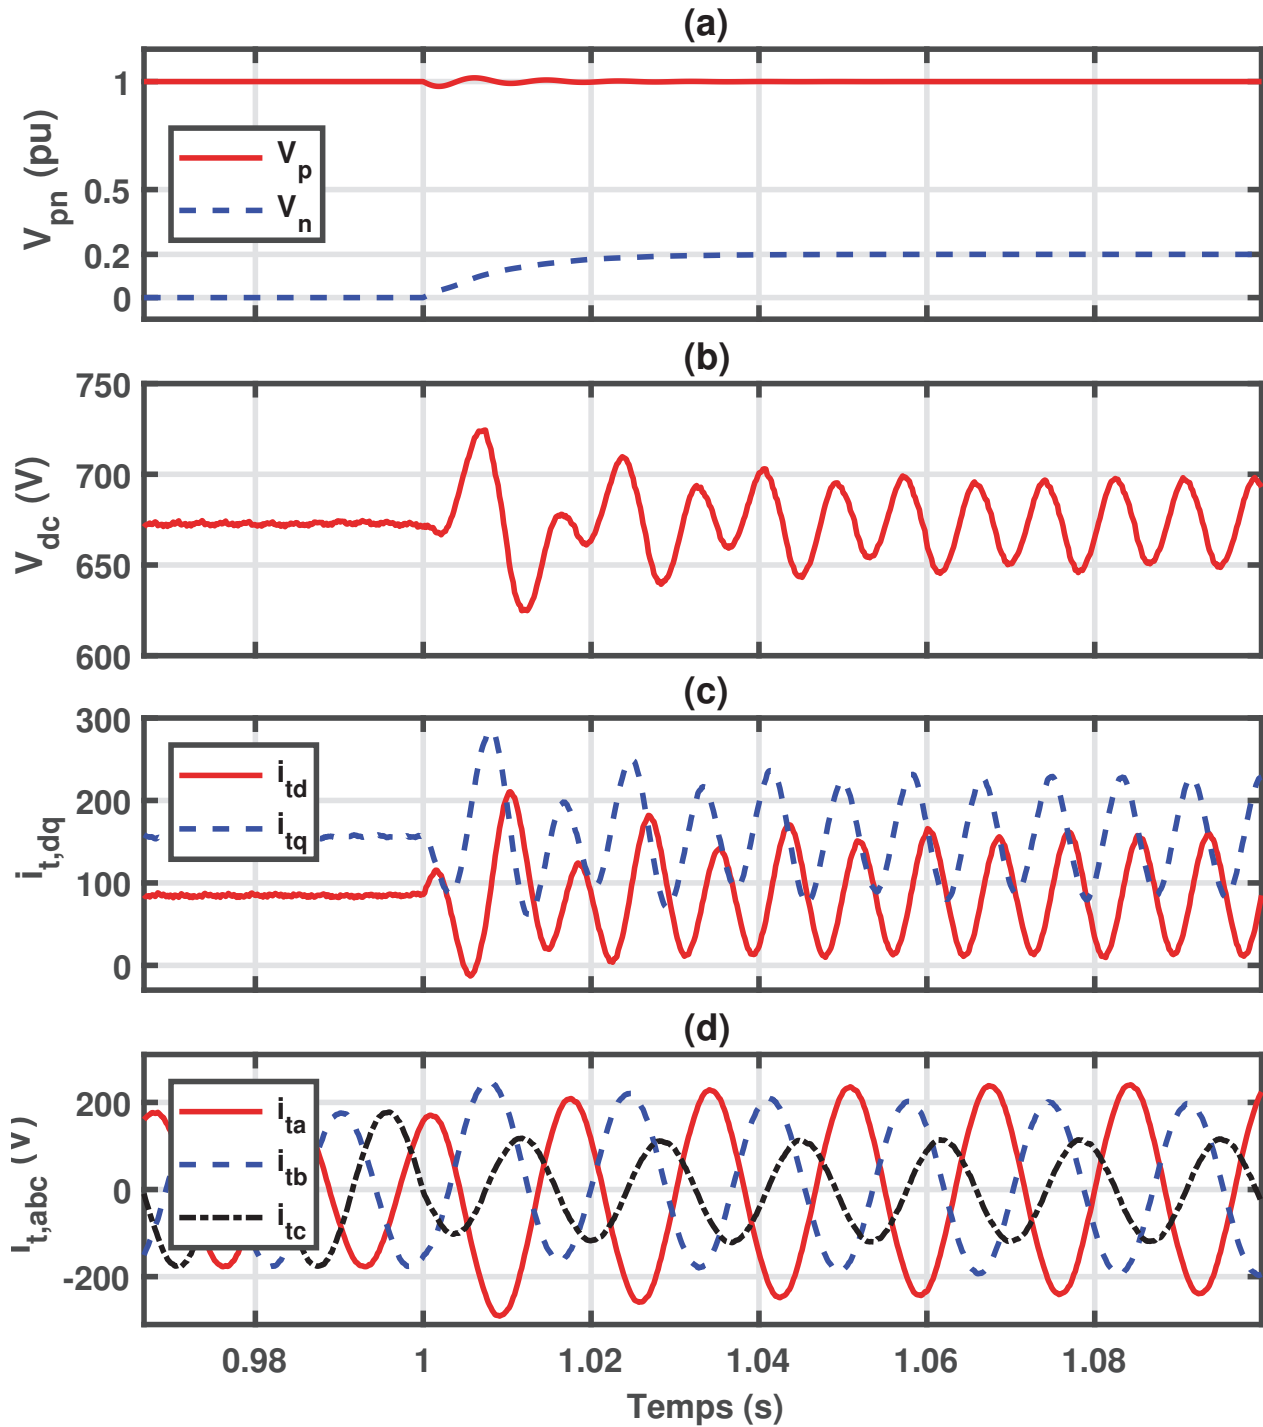 (a)
V_pn (pu)
1
0.5
0.2
0
V_p
V_n
(b)
V_dc (V)
750
700
650
600
(c)
i_t,dq
300
200
100
0
i_td
i_tq
(d)
i_t,abc (V)
200
0
-200
i_ta
i_tb
i_tc
0.98 1 1.02 1.04 1.06 1.08
Temps (s)